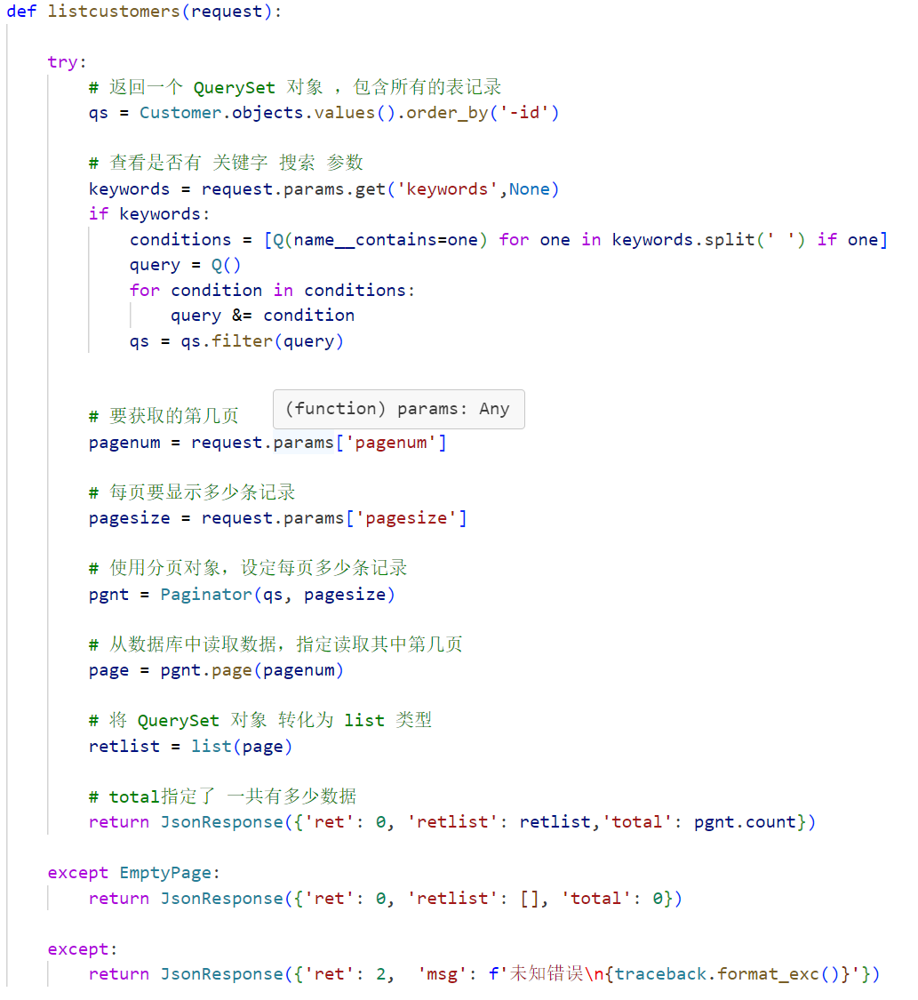 def listcustomers(request):
try:
# 返回一个 QuerySet 对象 ，包含所有的表记录
qs = Customer.objects.values().order_by('-id')
# 查看是否有 关键字 搜索 参数
keywords = request.params.get('keywords',None)
if keywords:
conditions = [Q(name__contains=one) for one in keywords.split(' ') if one]
query = Q()
for condition in conditions:
query &= condition
qs = qs.filter(query)
(function) params: Any
# 要获取的第几页
pagenum = request.params['pagenum']
# 每页要显示多少条记录
pagesize = request.params['pagesize']
# 使用分页对象，设定每页多少条记录
pgnt = Paginator(qs, pagesize)
# 从数据库中读取数据，指定读取其中第几页
page = pgnt.page(pagenum)
# 将 QuerySet 对象 转化为 list 类型
retlist = list(page)
# total指定了 一共有多少数据
return JsonResponse({'ret': 0, 'retlist': retlist,'total': pgnt.count})
except EmptyPage:
return JsonResponse({'ret': 0, 'retlist': [], 'total': 0})
except:
return JsonResponse({'ret': 2,  'msg': f'未知错误\n{traceback.format_exc()}'})